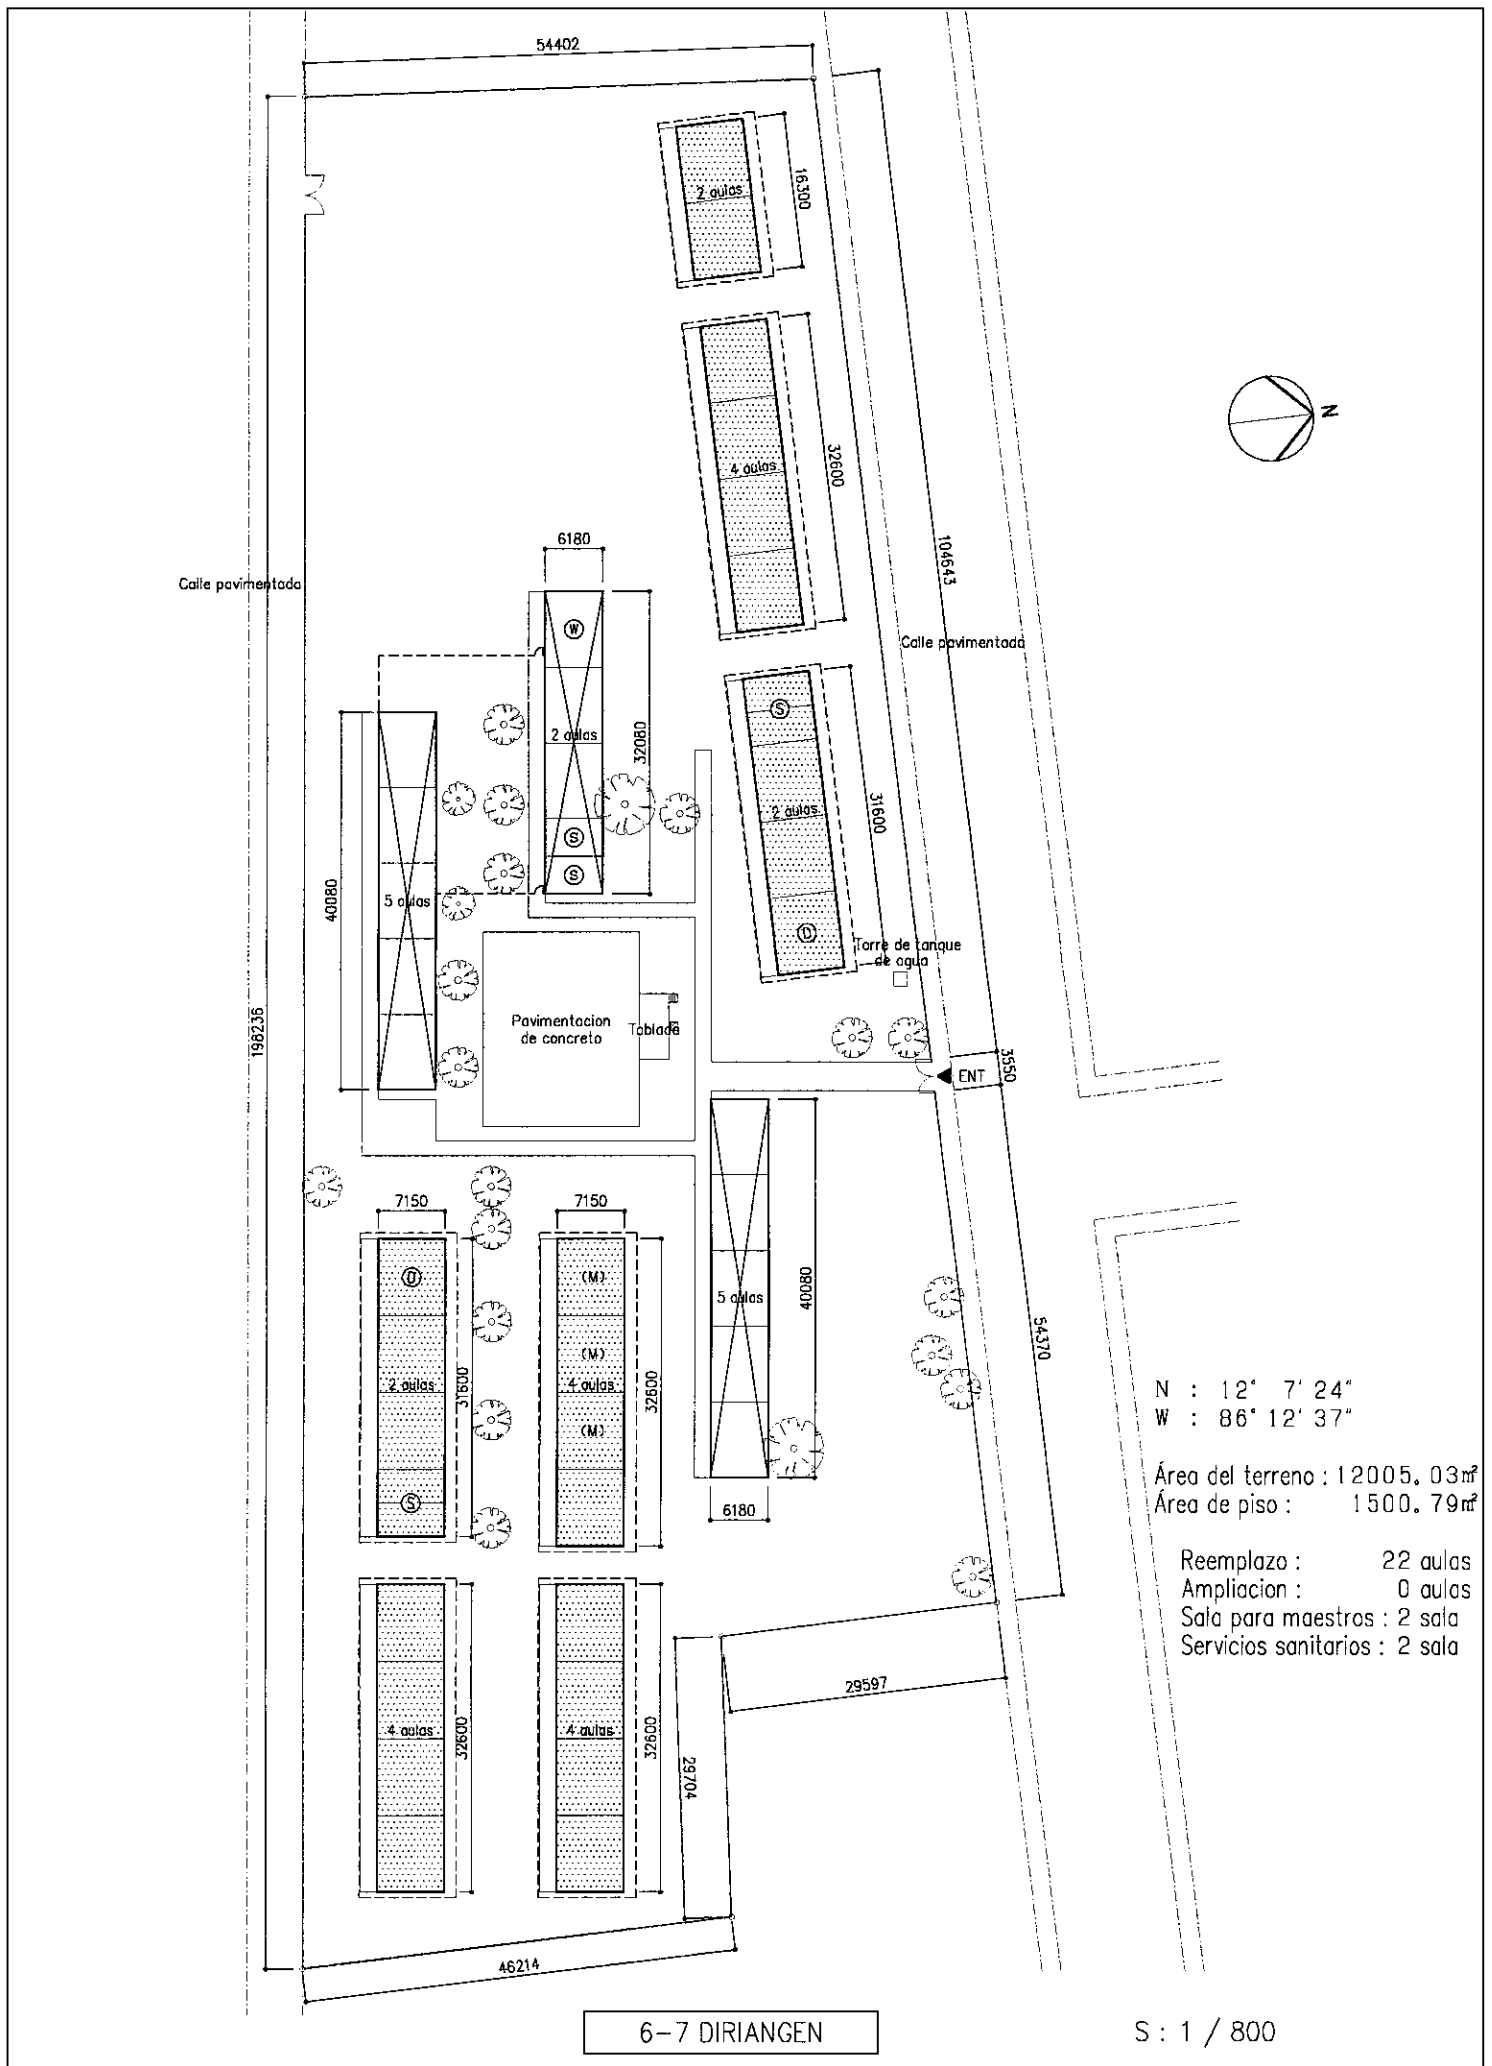 54402
16300
2 aulas
N
32600
4 aulas
104643
6180
Calle pavimentada
Calle pavimentada
W
2 aulas
32080
S
S
S
2 aulas
31600
D
40080
5 aulas
Torre de tanque
de agua
Pavimentacion
de concreto
Tablado
198236
3550
ENT
7150
7150
D
2 aulas
31600
S
(M)
(M)
4 aulas
(M)
32600
5 aulas
40080
6180
54370
N : 12° 7' 24"
W : 86° 12' 37"
Área del terreno : 12005.03㎡
Área de piso : 1500.79㎡
Reemplazo : 22 aulas
Ampliacion : 0 aulas
Sala para maestros : 2 sala
Servicios sanitarios : 2 sala
29597
29704
4 aulas
32600
4 aulas
32600
46214
6-7 DIRIANGEN
S : 1 / 800